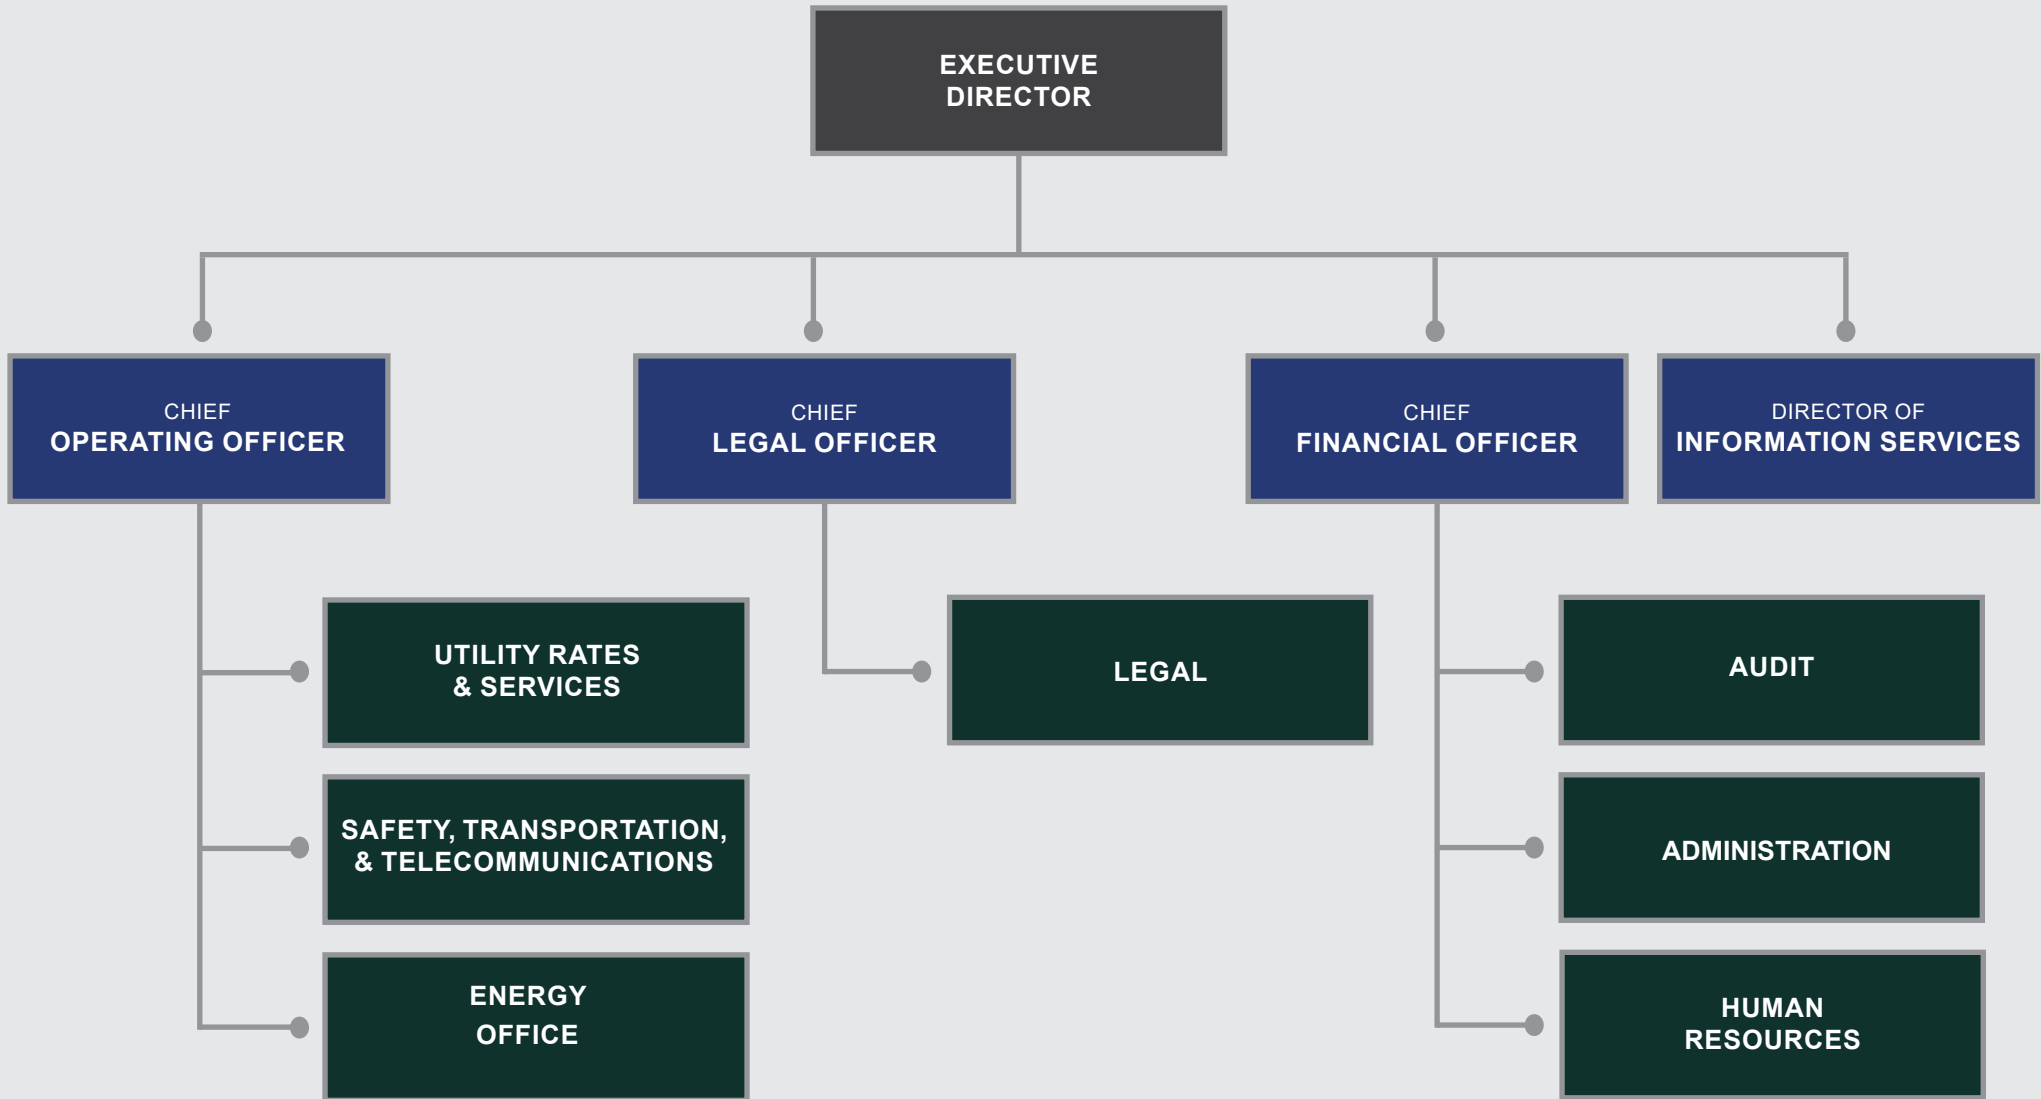 EXECUTIVE
DIRECTOR
CHIEF
OPERATING OFFICER
CHIEF
LEGAL OFFICER
CHIEF
FINANCIAL OFFICER
DIRECTOR OF
INFORMATION SERVICES
UTILITY RATES
& SERVICES
SAFETY, TRANSPORTATION,
& TELECOMMUNICATIONS
ENERGY
OFFICE
LEGAL
AUDIT
ADMINISTRATION
HUMAN
RESOURCES